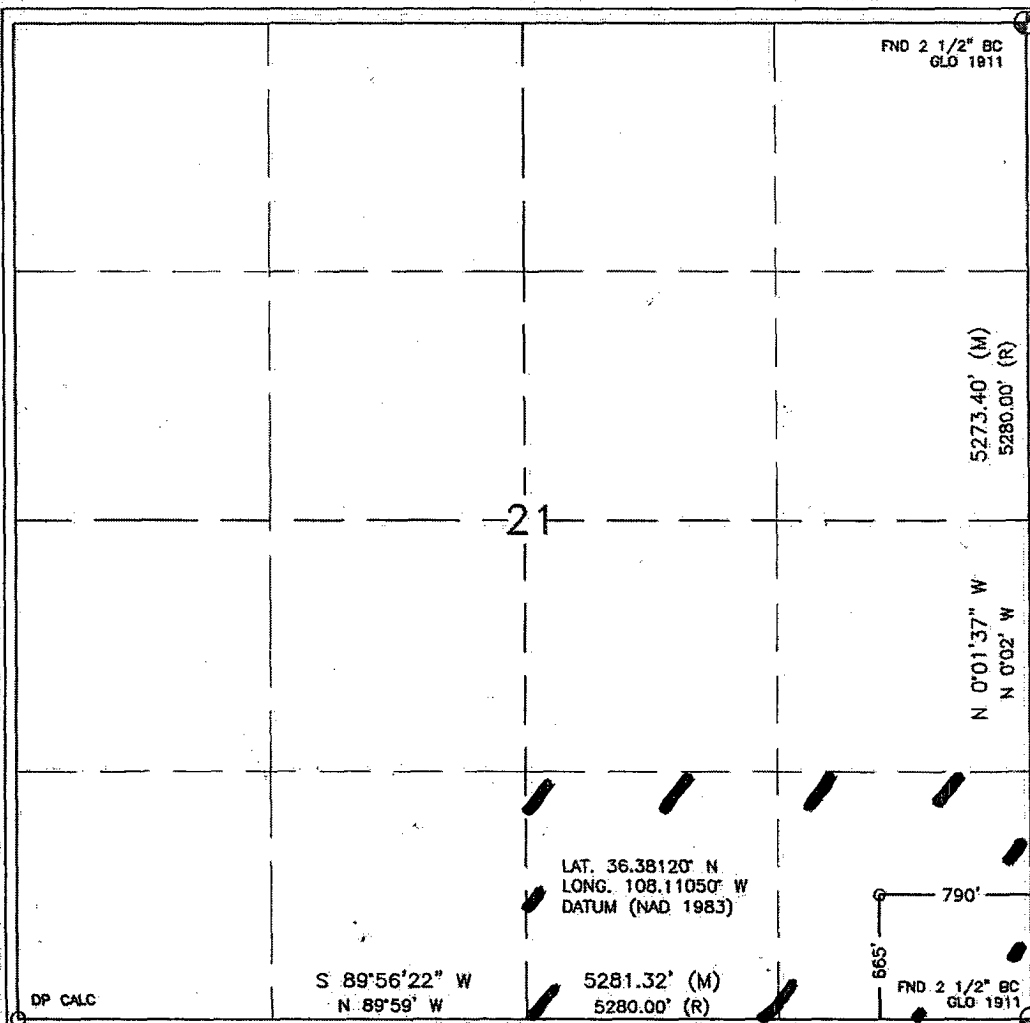 FND 2 1/2" BC
GLO 1911
5273.40' (M)
5280.00' (R)
21
N 0°01'37" W
N 0°02' W
LAT. 36.38120° N
LONG. 108.11050° W
DATUM (NAD 1983)
790'
665'
S 89°56'22" W
N 89°59' W
5281.32' (M)
5280.00' (R)
DP CALC
FND 2 1/2" BC
GLO 1911